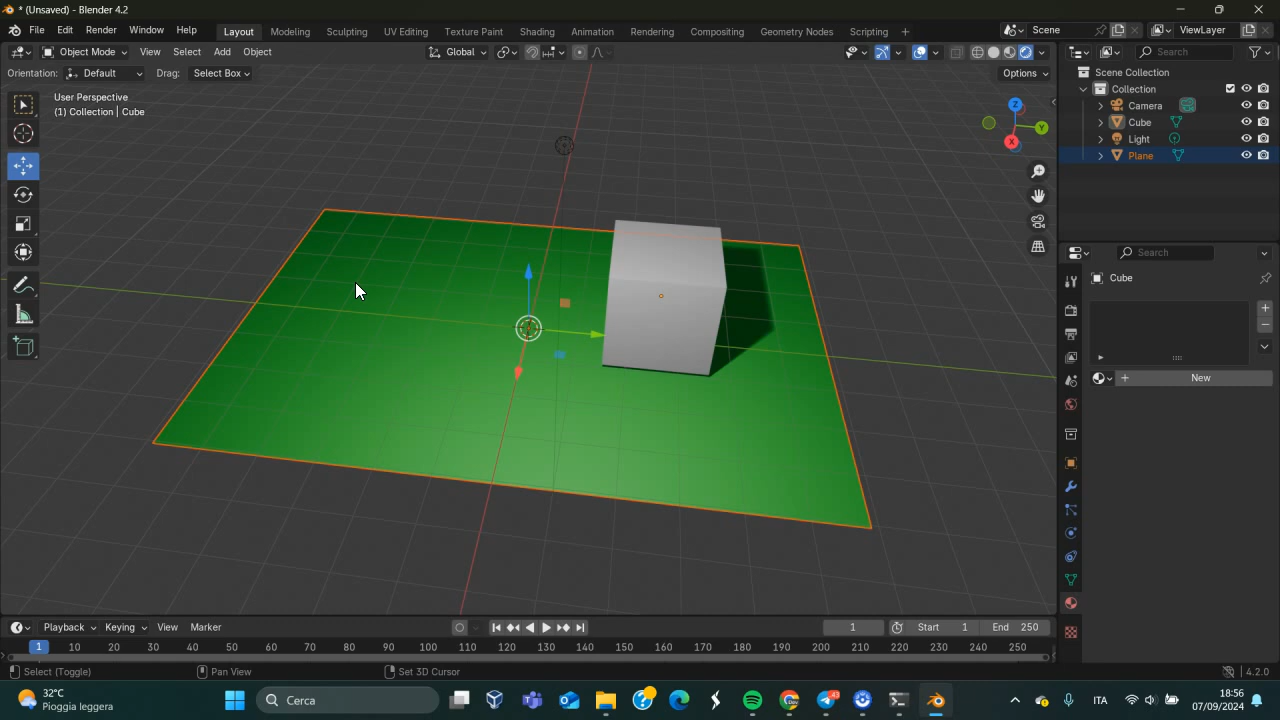 * (Unsaved) - Blender 4.2
File Edit Render Window Help
Layout Modeling Sculpting UV Editing Texture Paint Shading Animation Rendering Compositing Geometry Nodes Scripting +
Scene
ViewLayer
Object Mode View Select Add Object
Global
Search
Orientation: Default Drag: Select Box
Options
User Perspective
(1) Collection | Cube
Z
Y
X
Scene Collection
Collection
Camera
Cube
Light
Plane
Search
Cube
+ New
Playback Keying View Marker
1
Start 1
End 250
1 10 20 30 40 50 60 70 80 90 100 110 120 130 140 150 160 170 180 190 200 210 220 230 240 250
Select (Toggle)
Pan View
Set 3D Cursor
4.2.0
32°C
Pioggia leggera
Cerca
43
ITA
18:56
07/09/2024